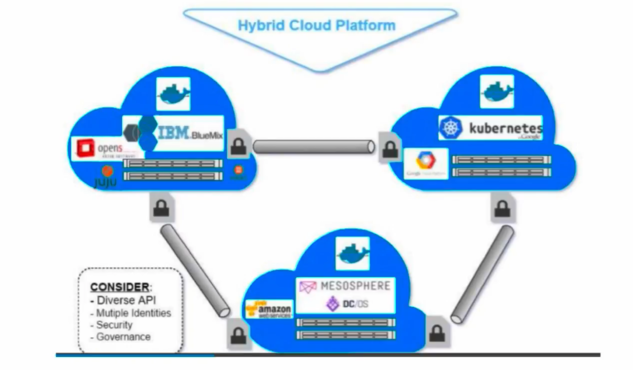 Hybrid Cloud Platform
IBM BlueMix
opens
juju
kubernetes
Google
MESOSPHERE
DC/OS
amazon
web services
CONSIDER:
- Diverse API
- Mutiple Identities
- Security
- Governance